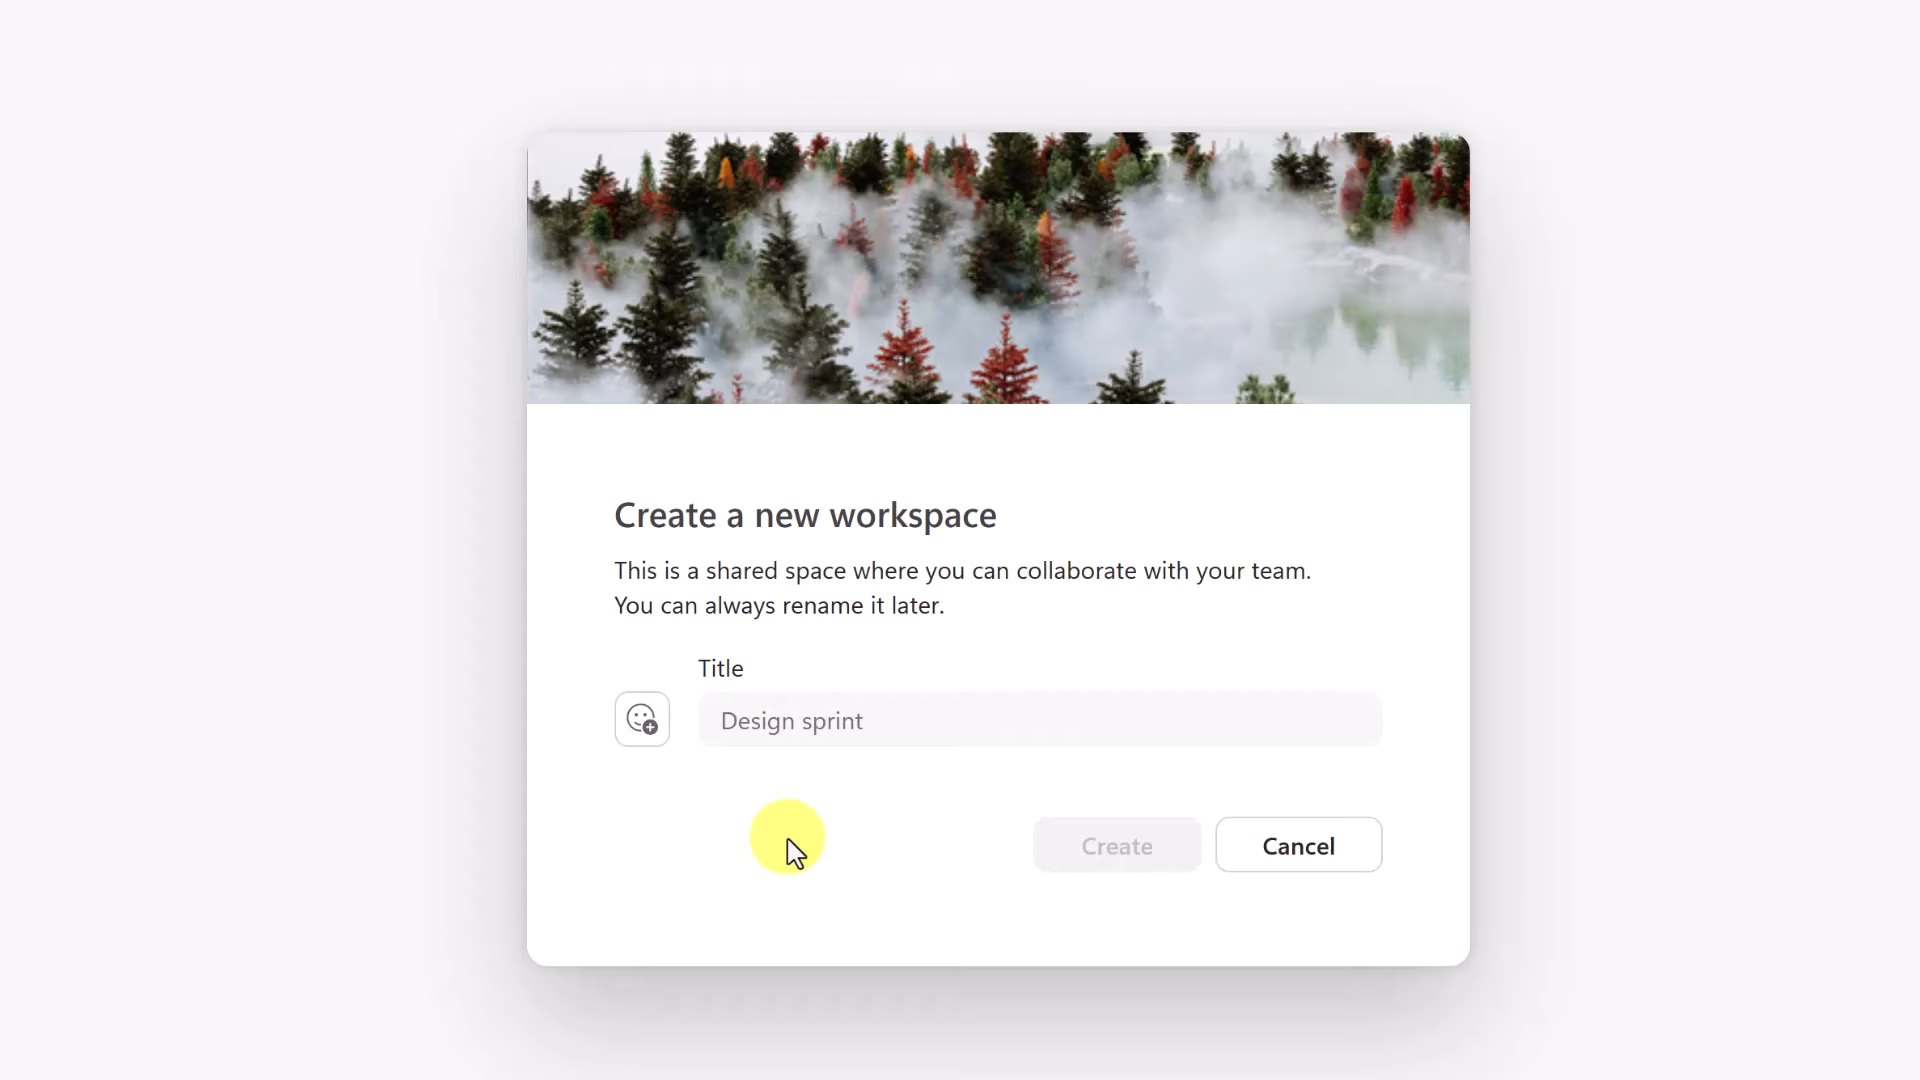 Create a new workspace
This is a shared space where you can collaborate with your team.
You can always rename it later.
Title
Design sprint
Create
Cancel